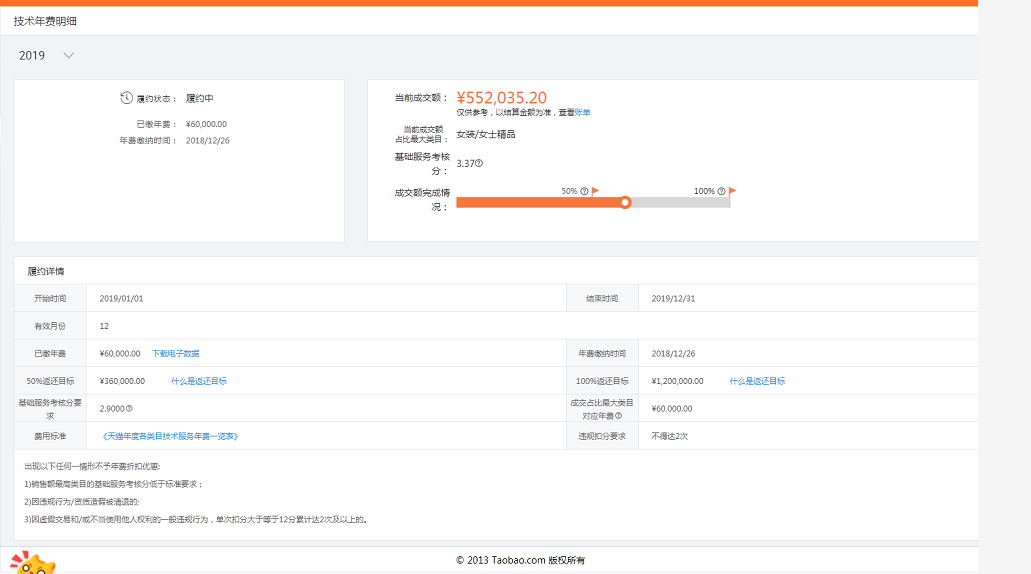 技术年费明细
2019
履约状态： 履约中
已缴年费： ¥60,000.00
年费缴纳时间： 2018/12/26
当前成交额： ¥552,035.20
仅供参考，以结算金额为准，查看账单
当前成交额
占比最大类目： 女装/女士精品
基础服务考核
分： 3.37?
成交额完成情
况：
50% ?
100% ?
履约详情
开始时间 2019/01/01 结束时间 2019/12/31
有效月份 12
已缴年费 ¥60,000.00 下载电子数据 年费缴纳时间 2018/12/26
50%返还目标 ¥360,000.00 什么是返还目标 100%返还目标 ¥1,200,000.00 什么是返还目标
基础服务考核分要
求 2.9000? 成交占比最大类目
对应年费? ¥60,000.00
费用标准 《天猫年度各类目技术服务年费一览表》 违规扣分要求 不得达2次
出现以下任何一情形不予年费折扣优惠:
1)销售额最高类目的基础服务考核分低于标准要求；
2)因违规行为/资质造假被清退的;
3)因虚假交易和/或不当使用他人权利的一般违规行为，单次扣分大于等于12分累计达2次及以上的。
© 2013 Taobao.com 版权所有